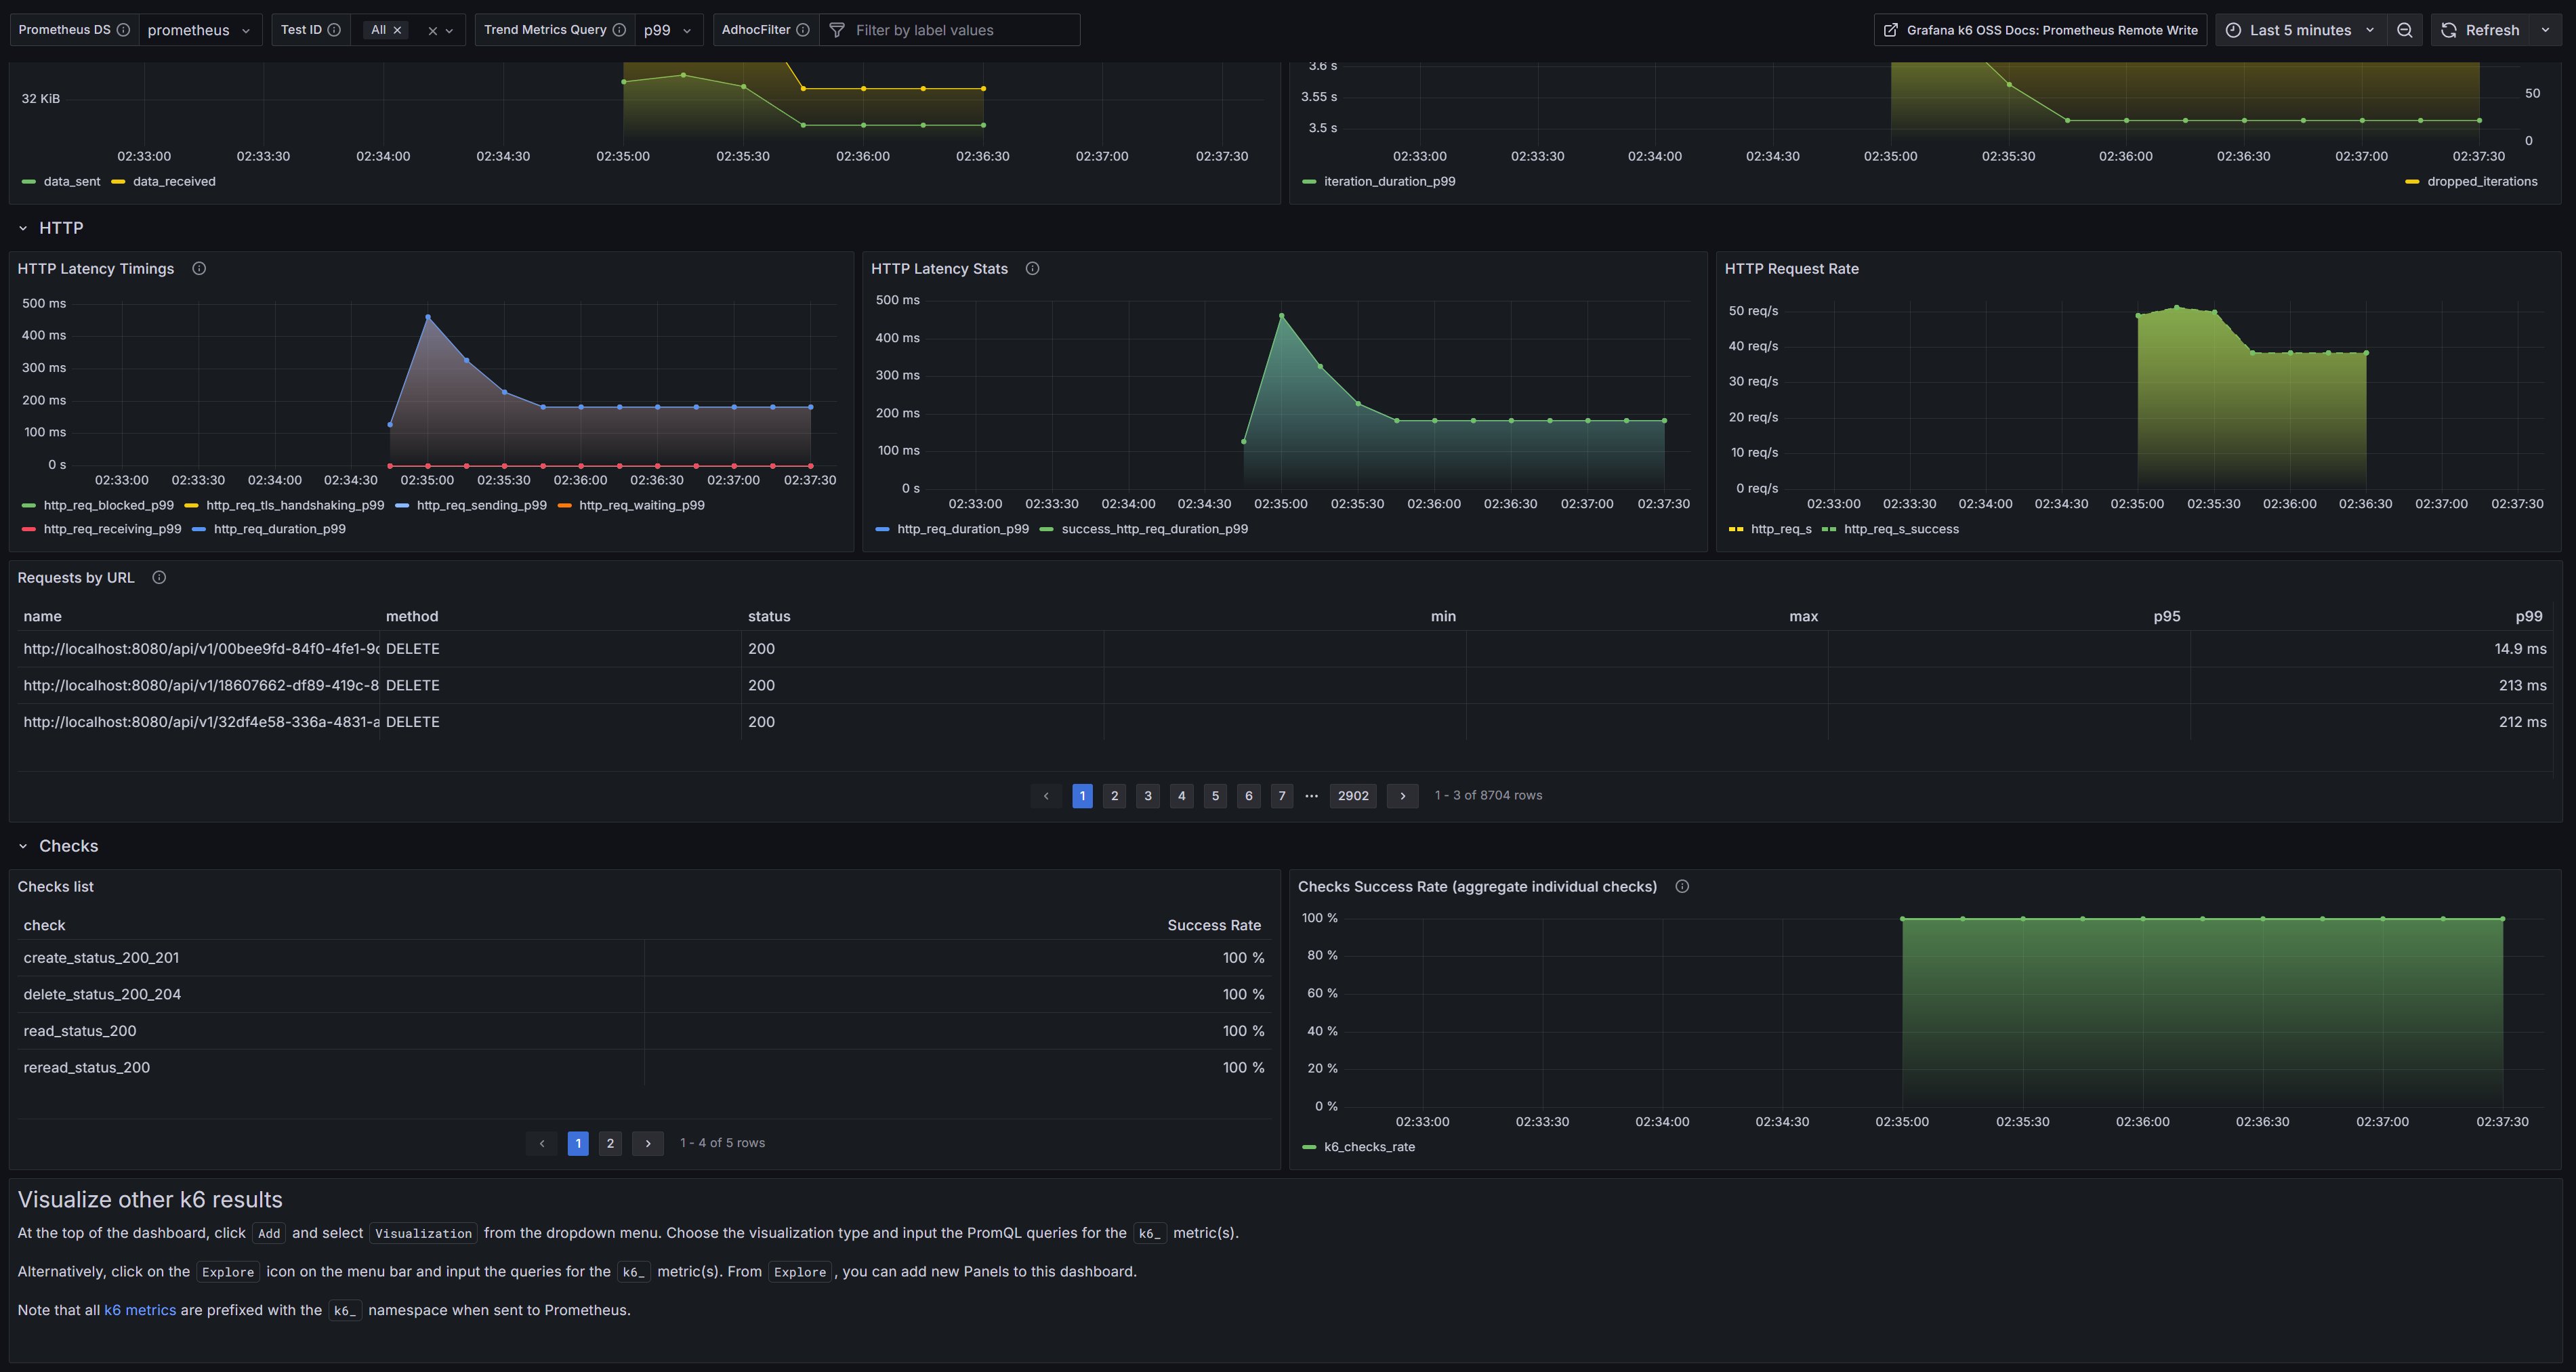 Prometheus DS prometheus Test ID All Trend Metrics Query p99 AdhocFilter Filter by label values Grafana k6 OSS Docs: Prometheus Remote Write Last 5 minutes Refresh
32 KiB
02:33:00 02:33:30 02:34:00 02:34:30 02:35:00 02:35:30 02:36:00 02:36:30 02:37:00 02:37:30
data_sent data_received
3.6 s
3.55 s 50
3.5 s 0
02:33:00 02:33:30 02:34:00 02:34:30 02:35:00 02:35:30 02:36:00 02:36:30 02:37:00 02:37:30
iteration_duration_p99 dropped_iterations
HTTP
HTTP Latency Timings
500 ms
400 ms
300 ms
200 ms
100 ms
0 s
02:33:00 02:33:30 02:34:00 02:34:30 02:35:00 02:35:30 02:36:00 02:36:30 02:37:00 02:37:30
http_req_blocked_p99 http_req_tls_handshaking_p99 http_req_sending_p99 http_req_waiting_p99
http_req_receiving_p99 http_req_duration_p99
HTTP Latency Stats
500 ms
400 ms
300 ms
200 ms
100 ms
0 s
02:33:00 02:33:30 02:34:00 02:34:30 02:35:00 02:35:30 02:36:00 02:36:30 02:37:00 02:37:30
http_req_duration_p99 success_http_req_duration_p99
HTTP Request Rate
50 req/s
40 req/s
30 req/s
20 req/s
10 req/s
0 req/s
02:33:00 02:33:30 02:34:00 02:34:30 02:35:00 02:35:30 02:36:00 02:36:30 02:37:00 02:37:30
http_req_s http_req_s_success
Requests by URL
name method status min max p95 p99
http://localhost:8080/api/v1/00bee9fd-84f0-4fe1-9c DELETE 200 14.9 ms
http://localhost:8080/api/v1/18607662-df89-419c-8 DELETE 200 213 ms
http://localhost:8080/api/v1/32df4e58-336a-4831-a DELETE 200 212 ms
1 2 3 4 5 6 7 ... 2902 1 - 3 of 8704 rows
Checks
Checks list
check Success Rate
create_status_200_201 100 %
delete_status_200_204 100 %
read_status_200 100 %
reread_status_200 100 %
1 2 1 - 4 of 5 rows
Checks Success Rate (aggregate individual checks)
100 %
80 %
60 %
40 %
20 %
0 %
02:33:00 02:33:30 02:34:00 02:34:30 02:35:00 02:35:30 02:36:00 02:36:30 02:37:00 02:37:30
k6_checks_rate
Visualize other k6 results
At the top of the dashboard, click Add and select Visualization from the dropdown menu. Choose the visualization type and input the PromQL queries for the k6_ metric(s).
Alternatively, click on the Explore icon on the menu bar and input the queries for the k6_ metric(s). From Explore , you can add new Panels to this dashboard.
Note that all k6 metrics are prefixed with the k6_ namespace when sent to Prometheus.